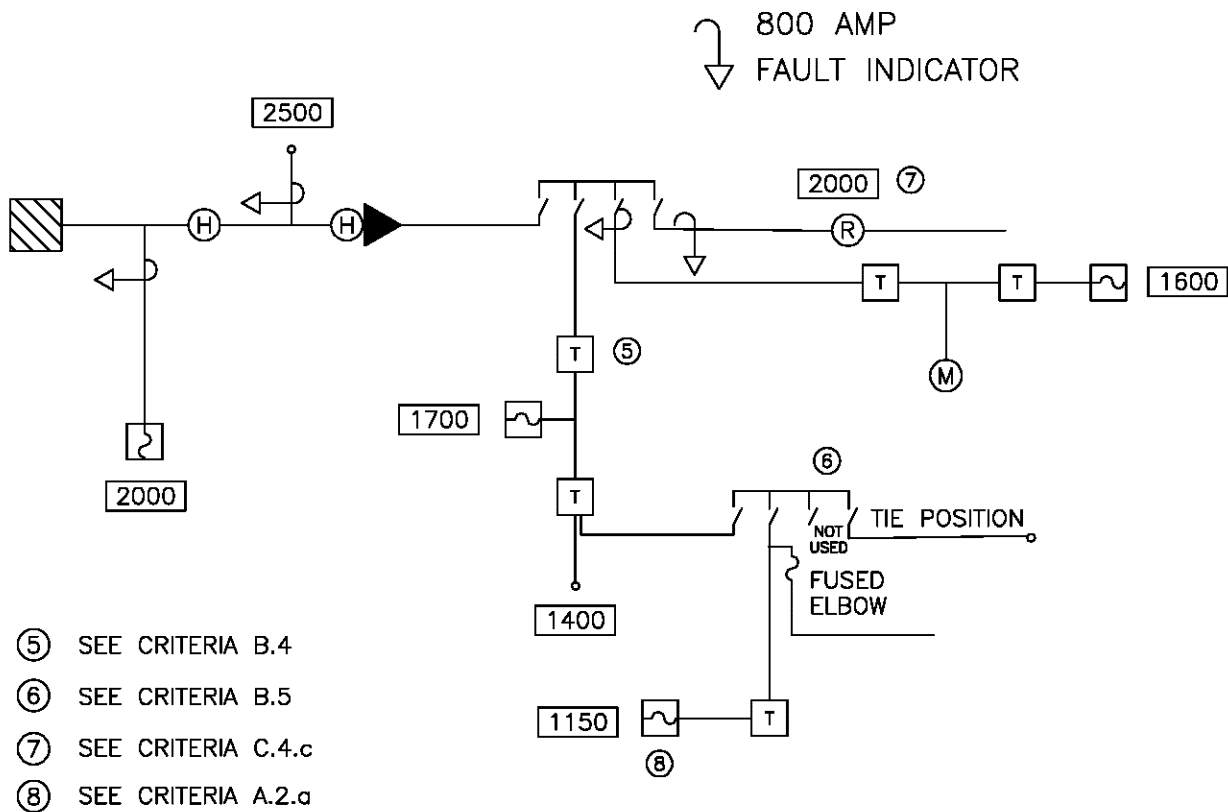 800 AMP
FAULT INDICATOR
2500
2000 7
H
H
R
T
T
1600
M
T 5
1700
2000
T
6
TIE POSITION
NOT
USED
FUSED
ELBOW
1400
1150
T
8
5 SEE CRITERIA B.4
6 SEE CRITERIA B.5
7 SEE CRITERIA C.4.c
8 SEE CRITERIA A.2.a